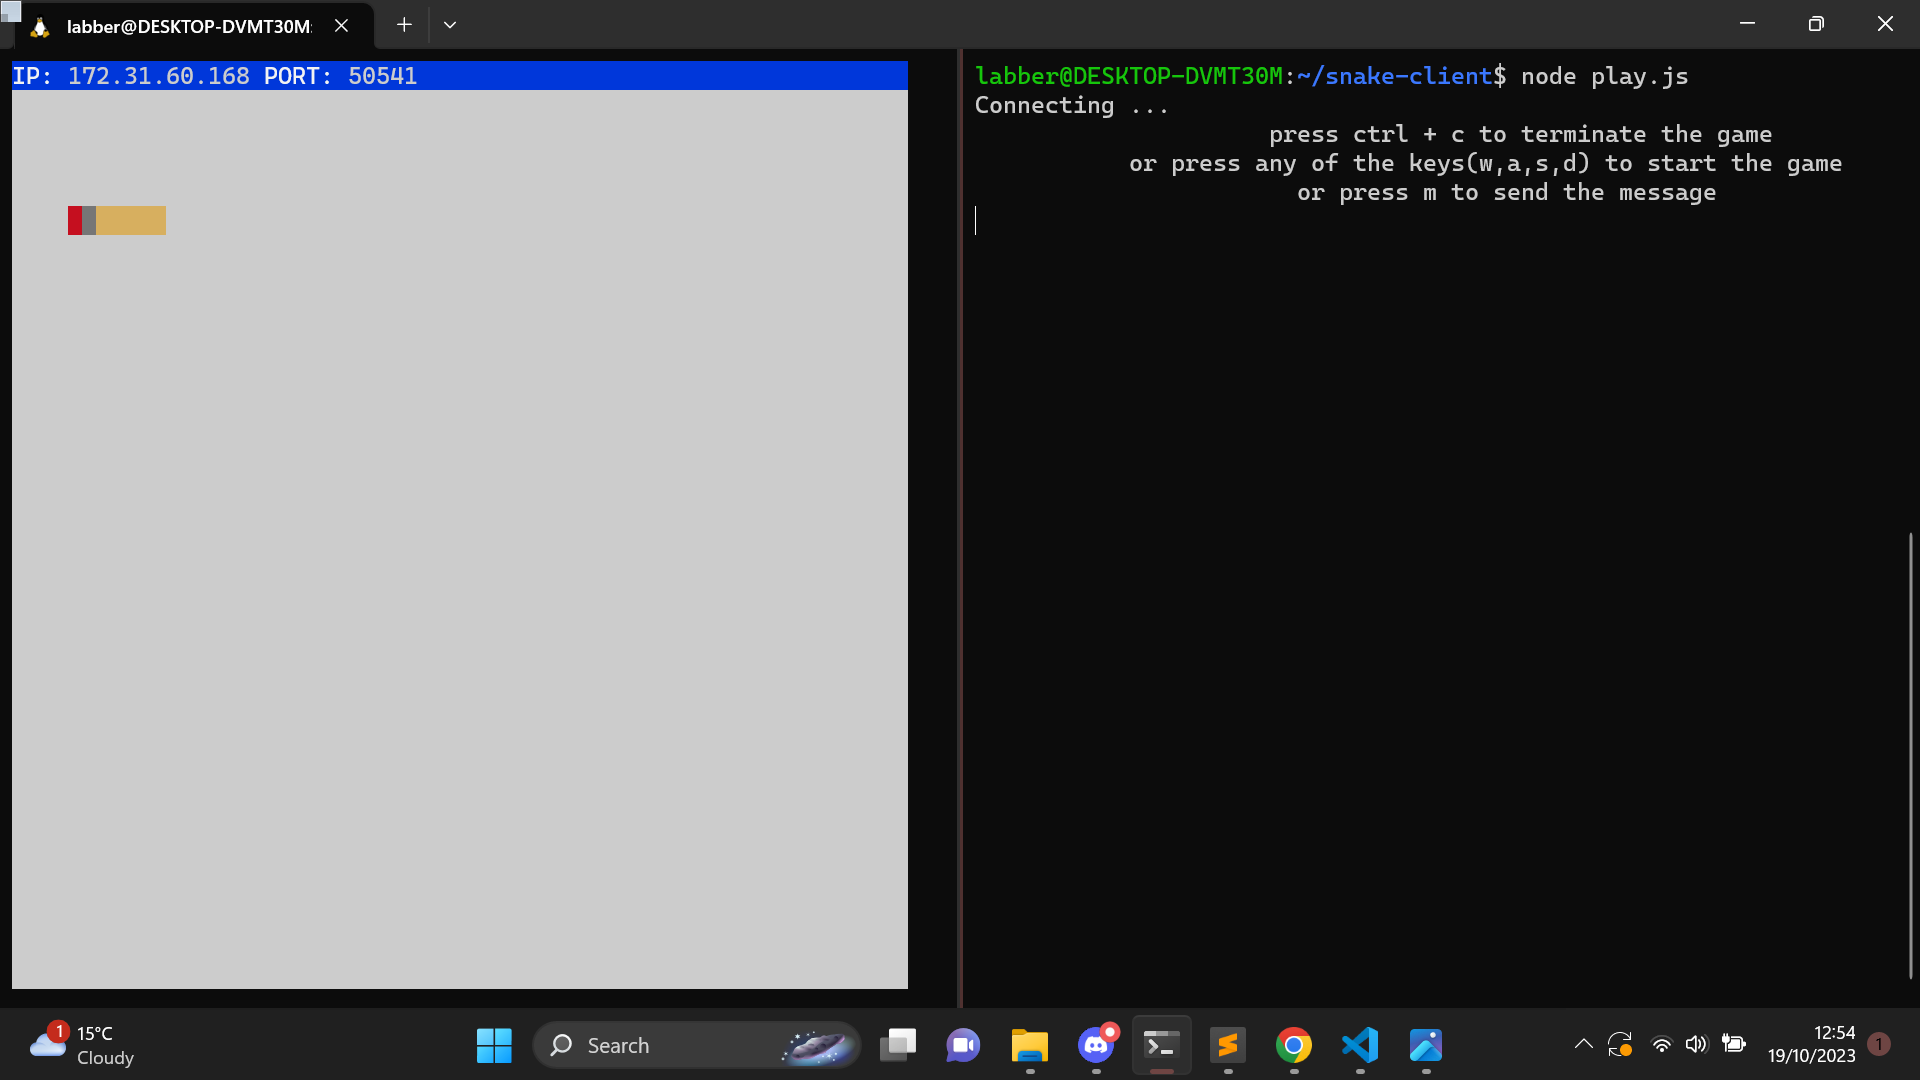 labber@DESKTOP-DVMT30M:
IP: 172.31.60.168 PORT: 50541
labber@DESKTOP-DVMT30M:~/snake-client$ node play.js
Connecting ...
press ctrl + c to terminate the game
or press any of the keys(w,a,s,d) to start the game
or press m to send the message
1
15°C
Cloudy
Search
12:54
19/10/2023
1